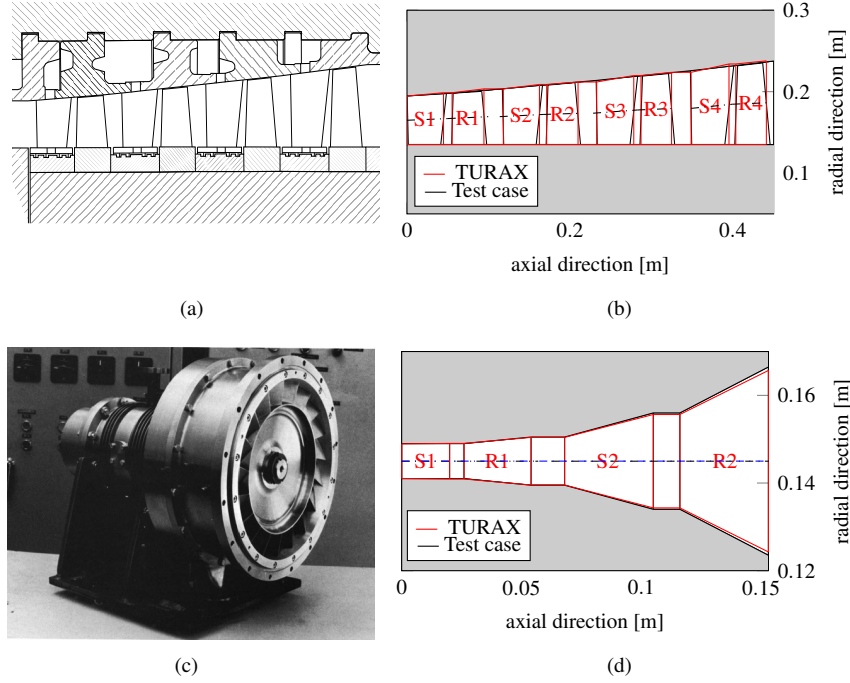 0.3
S1 R1 S2 R2 S3 R3 S4 R4
0.2
0.1
radial direction [m]
TURAX
Test case
0 0.2 0.4
axial direction [m]
(a)
(b)
S1 R1 S2 R2
0.16
0.14
0.12
radial direction [m]
TURAX
Test case
0 0.05 0.1 0.15
axial direction [m]
(c)
(d)